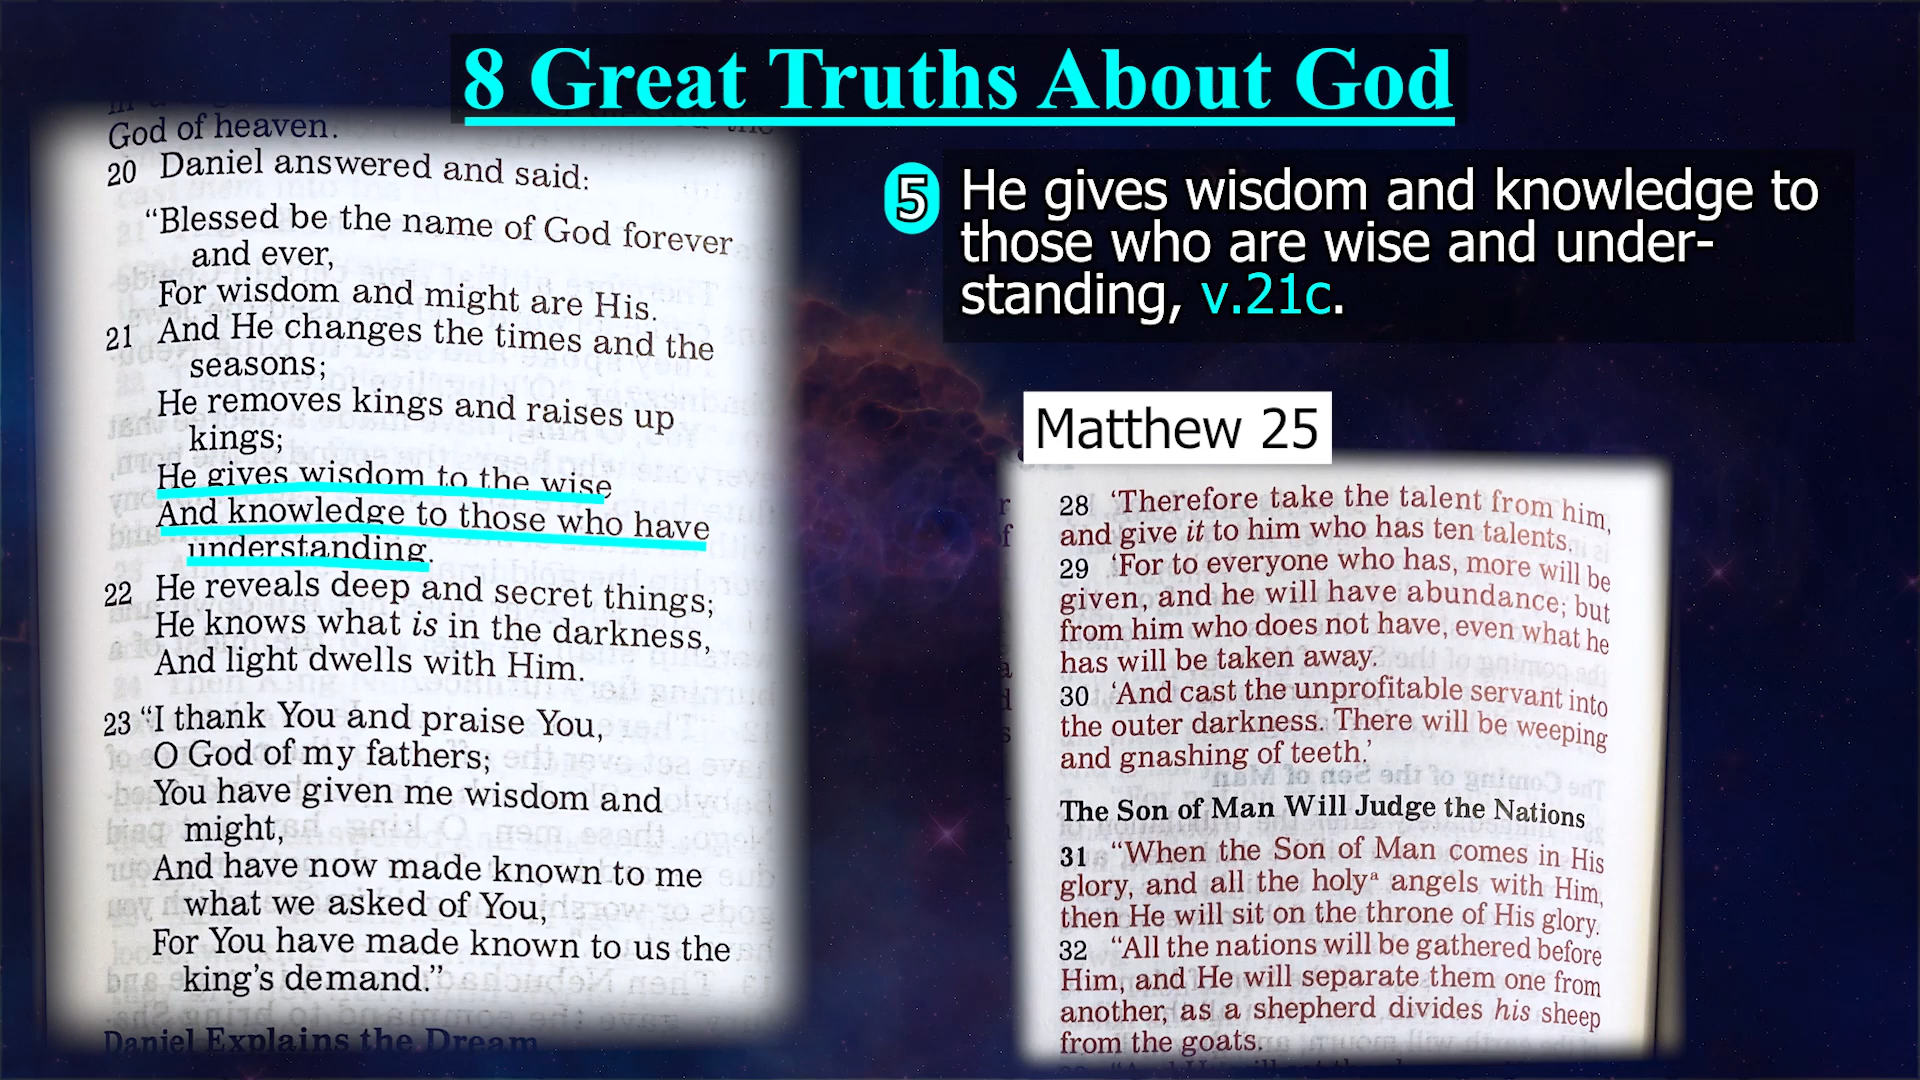 8 Great Truths About God
God of heaven.
20 Daniel answered and said:
“Blessed be the name of God forever
and ever,
For wisdom and might are His.
21 And He changes the times and the
seasons;
He removes kings and raises up
kings;
He gives wisdom to the wise
And knowledge to those who have
understanding.
22 He reveals deep and secret things;
He knows what is in the darkness,
And light dwells with Him.
23 “I thank You and praise You,
O God of my fathers;
You have given me wisdom and
might,
And have now made known to me
what we asked of You,
For You have made known to us the
king’s demand.”
Daniel Explains the Dream
5 He gives wisdom and knowledge to
those who are wise and under-
standing, v.21c.
Matthew 25
28 ‘Therefore take the talent from him,
and give it to him who has ten talents.
29 ‘For to everyone who has, more will be
given, and he will have abundance; but
from him who does not have, even what he
has will be taken away.
30 ‘And cast the unprofitable servant into
the outer darkness. There will be weeping
and gnashing of teeth.’
The Son of Man Will Judge the Nations
31 “When the Son of Man comes in His
glory, and all the holyᵃ angels with Him,
then He will sit on the throne of His glory.
32 “All the nations will be gathered before
Him, and He will separate them one from
another, as a shepherd divides his sheep
from the goats.